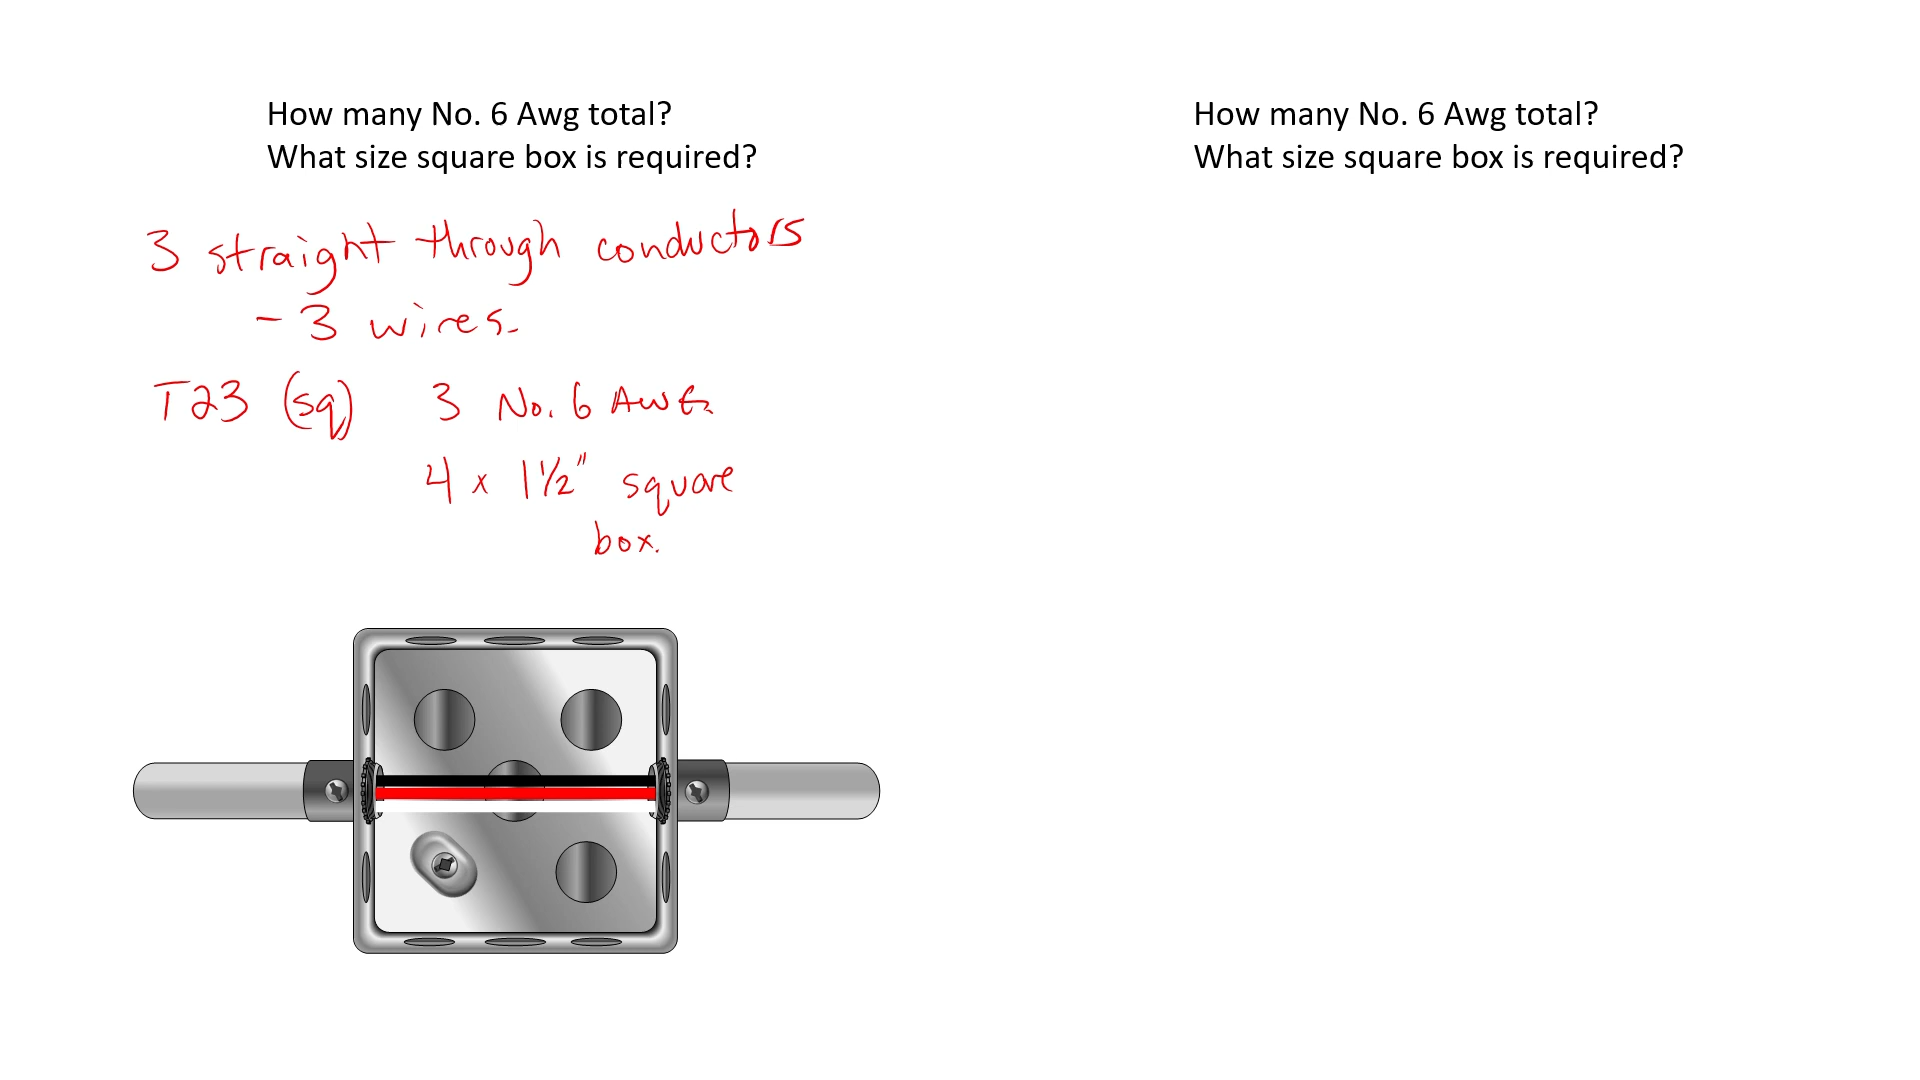 How many No. 6 Awg total?
What size square box is required?
3 straight through conductors
- 3 wires.
T23 (sq) 3 No. 6 AWG.
4 x 1 1/2" square
box.
How many No. 6 Awg total?
What size square box is required?